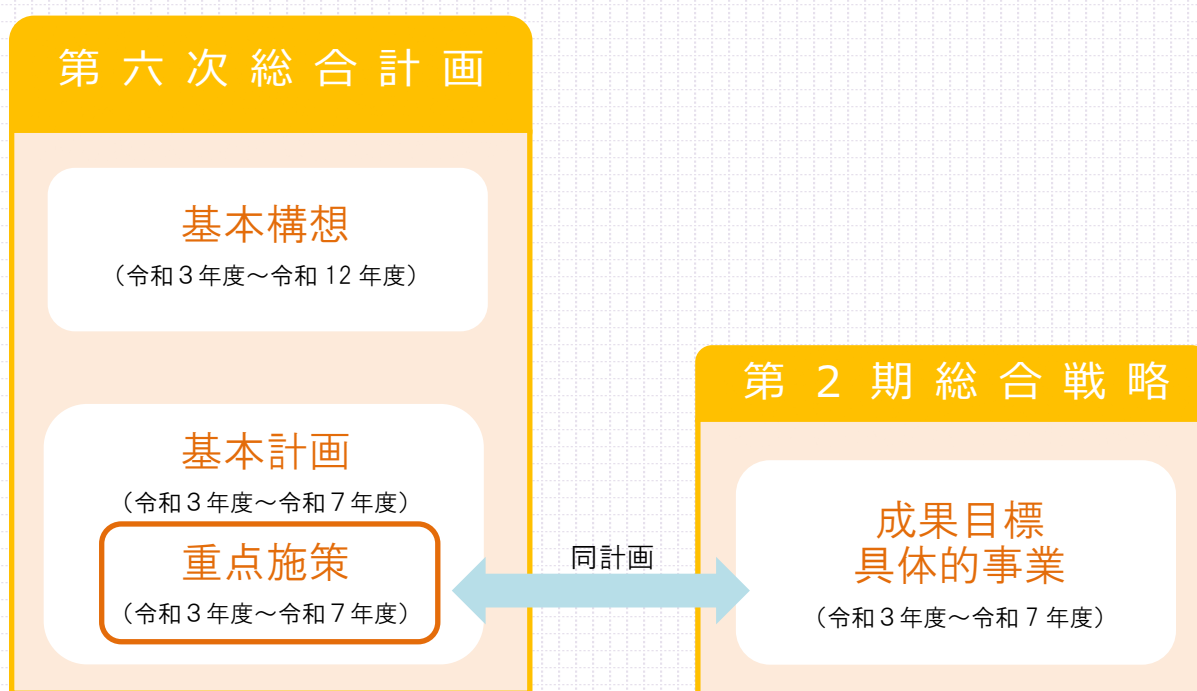 第六次総合計画
基本構想
（令和３年度～令和 12 年度）
基本計画
（令和３年度～令和７年度）
重点施策
（令和３年度～令和７年度）
同計画
第２期総合戦略
成果目標
具体的事業
（令和３年度～令和７年度）